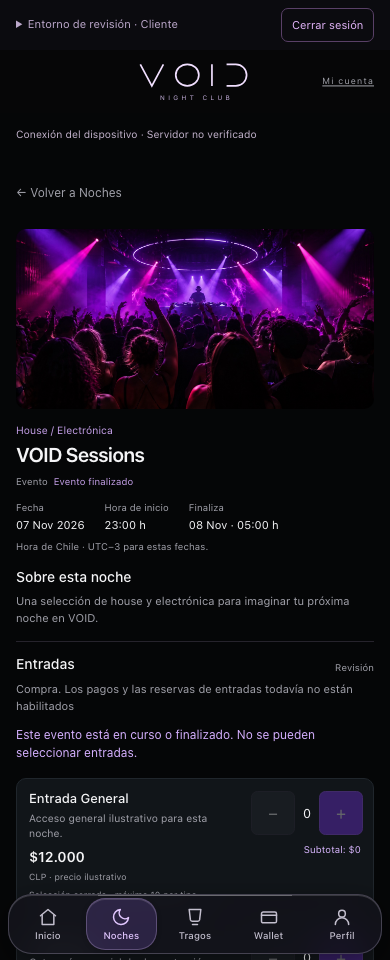 ▶ Entorno de revisión · Cliente
Cerrar sesión
VOID
NIGHT CLUB
Mi cuenta
Conexión del dispositivo · Servidor no verificado
← Volver a Noches
House / Electrónica
VOID Sessions
Evento Evento finalizado
Fecha Hora de inicio Finaliza
07 Nov 2026 23:00 h 08 Nov · 05:00 h
Hora de Chile · UTC−3 para estas fechas.
Sobre esta noche
Una selección de house y electrónica para imaginar tu próxima
noche en VOID.
Entradas
Revisión
Compra. Los pagos y las reservas de entradas todavía no están
habilitados
Este evento está en curso o finalizado. No se pueden
seleccionar entradas.
Entrada General
− 0 +
Acceso general ilustrativo para esta
noche.
Subtotal: $0
$12.000
CLP · precio ilustrativo
Inicio Noches Tragos Wallet Perfil